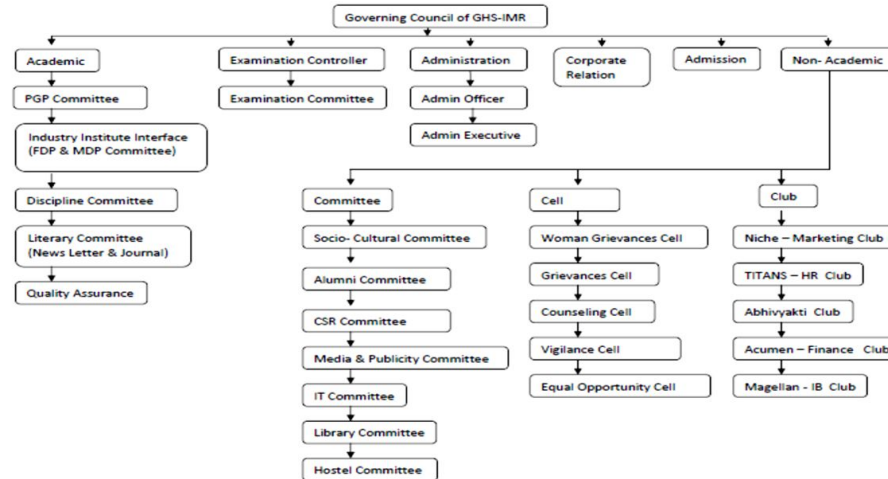 Governing Council of GHS-IMR
Academic
Examination Controller
Administration
Corporate
Relation
Admission
Non- Academic
PGP Committee
Examination Committee
Admin Officer
Industry Institute Interface
(FDP & MDP Committee)
Admin Executive
Discipline Committee
Committee
Cell
Club
Literary Committee
(News Letter & Journal)
Socio- Cultural Committee
Woman Grievances Cell
Niche – Marketing Club
Quality Assurance
Alumni Committee
Grievances Cell
TITANS – HR Club
CSR Committee
Counseling Cell
Abhivyakti Club
Media & Publicity Committee
Vigilance Cell
Acumen – Finance Club
IT Committee
Equal Opportunity Cell
Magellan - IB Club
Library Committee
Hostel Committee